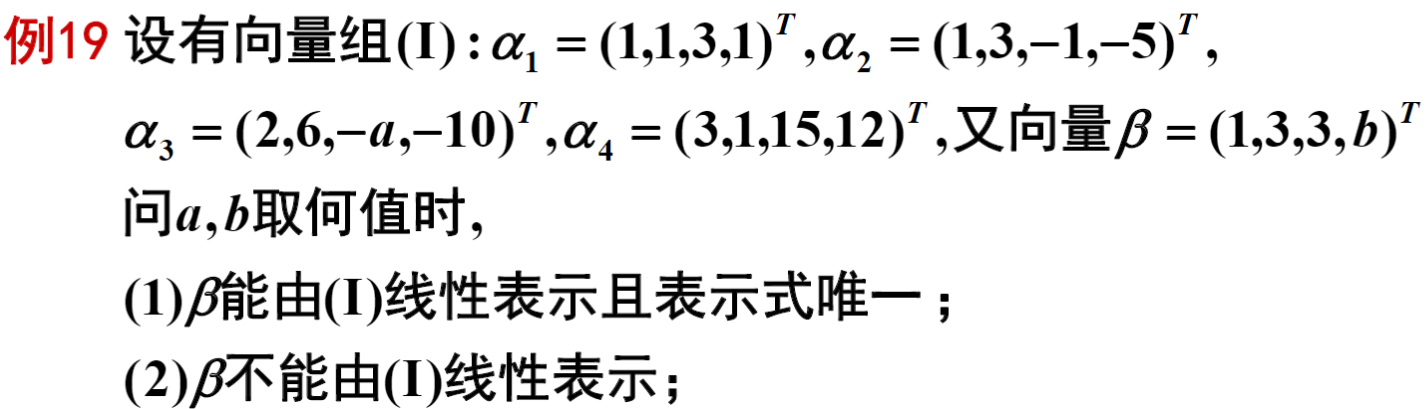 例19 设有向量组(I):α₁ = (1,1,3,1)ᵀ,α₂ = (1,3,−1,−5)ᵀ,
α₃ = (2,6,−a,−10)ᵀ,α₄ = (3,1,15,12)ᵀ,又向量β = (1,3,3,b)ᵀ
问a,b取何值时,
(1)β能由(I)线性表示且表示式唯一；
(2)β不能由(I)线性表示；